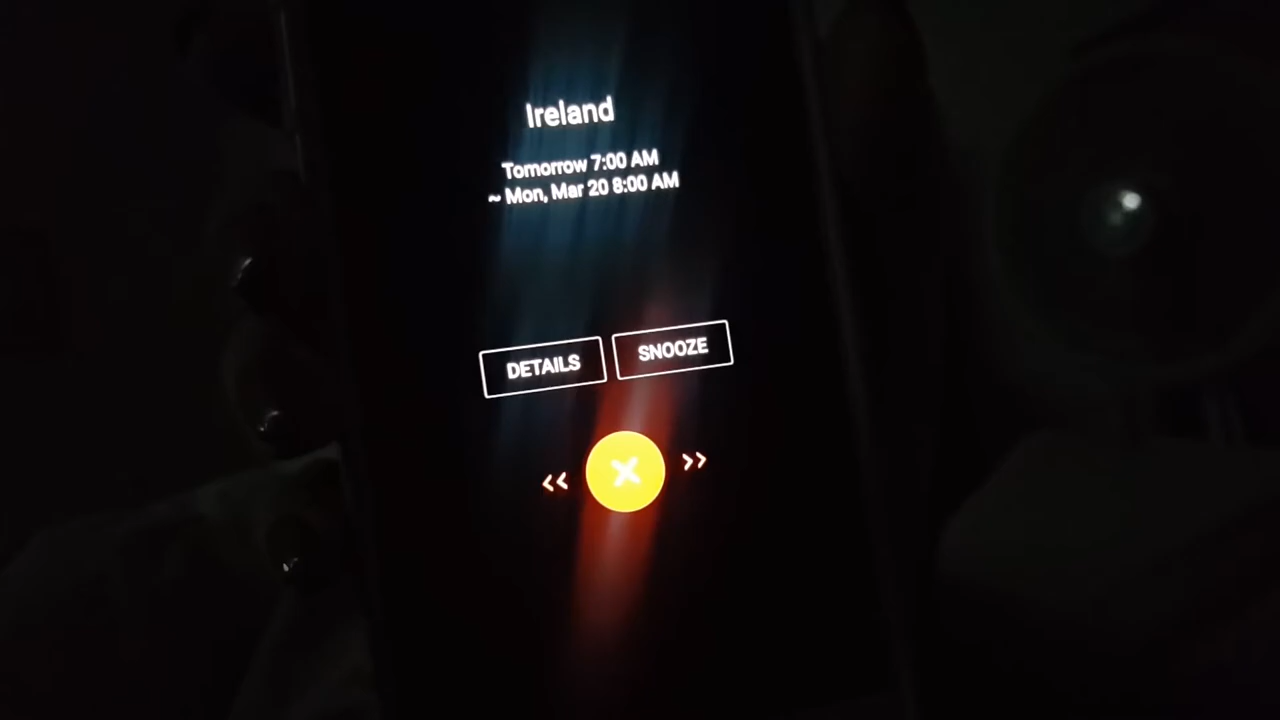 Ireland
Tomorrow 7:00 AM
~ Mon, Mar 20 8:00 AM
DETAILS
SNOOZE
<< × >>